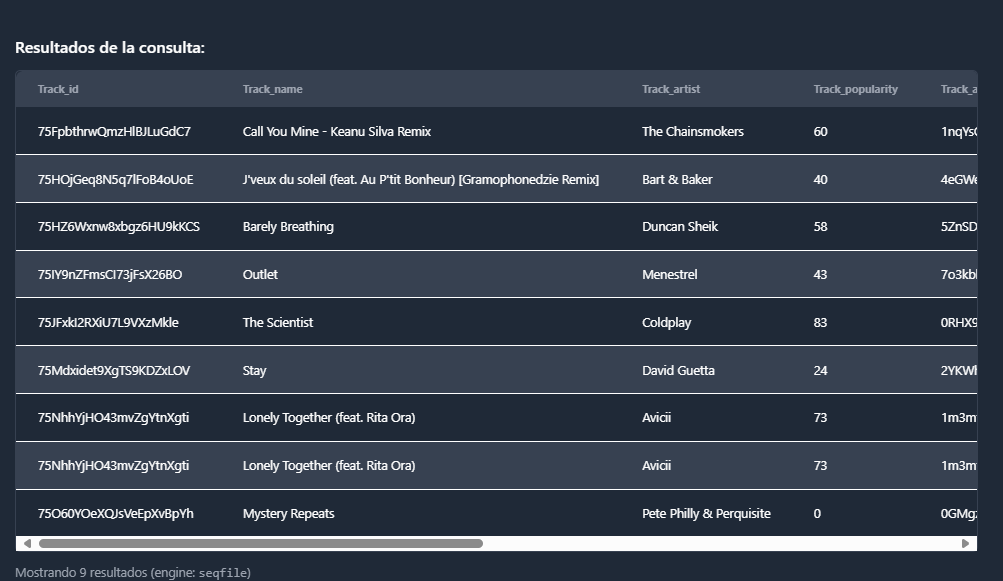 Resultados de la consulta:
Track_id Track_name Track_artist Track_popularity Track_a
75FpbthrwQmzHlBJLuGdC7 Call You Mine - Keanu Silva Remix The Chainsmokers 60 1nqYs
75HOjGeq8N5q7lFoB4oUoE J'veux du soleil (feat. Au P'tit Bonheur) [Gramophonedzie Remix] Bart & Baker 40 4eGW
75HZ6Wxnw8xbgz6HU9kKCS Barely Breathing Duncan Sheik 58 5ZnSD
75IY9nZFmsCI73jFsX26BO Outlet Menestrel 43 7o3kb
75JFxkI2RXiU7L9VXzMkle The Scientist Coldplay 83 0RHX9
75Mdxidet9XgTS9KDZxLOV Stay David Guetta 24 2YKW
75NhhYjHO43mvZgYtnXgti Lonely Together (feat. Rita Ora) Avicii 73 1m3m
75NhhYjHO43mvZgYtnXgti Lonely Together (feat. Rita Ora) Avicii 73 1m3m
75O60YOeXQJsVeEpXvBpYh Mystery Repeats Pete Philly & Perquisite 0 0GMg
Mostrando 9 resultados (engine: seqfile)